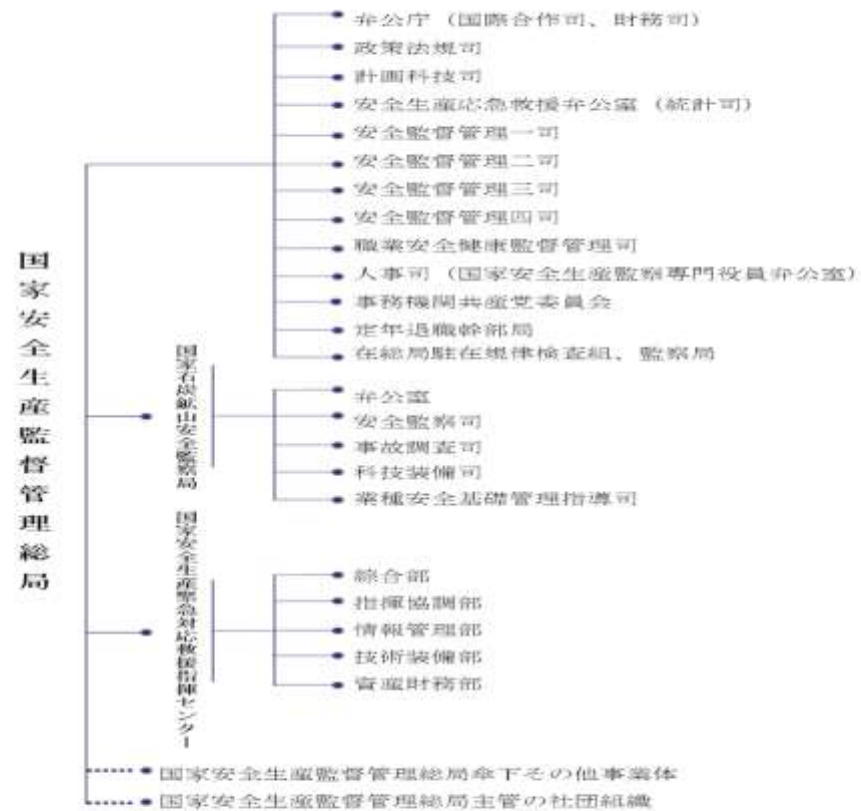 国家安全生産監督管理総局
弁公庁（国際合作司、財務司）
政策法規司
計画科技司
安全生産応急救援弁公室（統計司）
安全監督管理一司
安全監督管理二司
安全監督管理三司
安全監督管理四司
職業安全健康監督管理司
人事司（国家安全生産監察専門役員弁公室）
事務機関共産党委員会
定年退職幹部局
在総局駐在規律検査組、監察局
国家石炭鉱山安全監察局
弁公室
安全監察司
事故調査司
科技装備司
業種安全基礎管理指導司
国家安全生産緊急対応救援指揮センター
綜合部
指揮協調部
情報管理部
技術装備部
資産財務部
国家安全生産監督管理総局傘下その他事業体
国家安全生産監督管理総局主管の社団組織